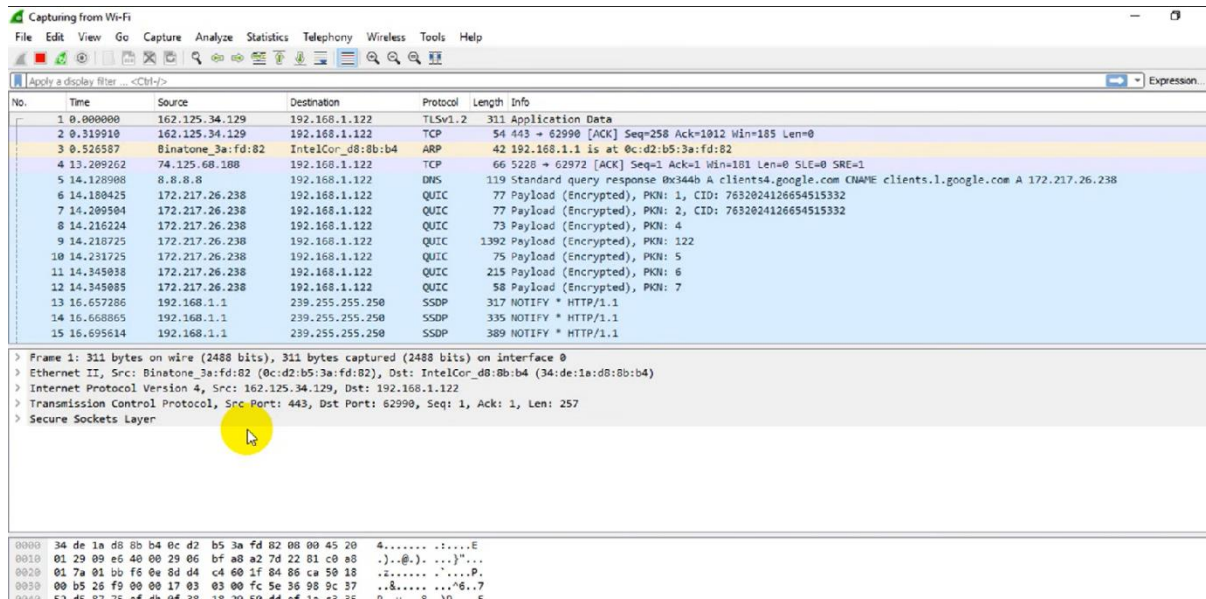 Capturing from Wi-Fi
File Edit View Go Capture Analyze Statistics Telephony Wireless Tools Help
Apply a display filter ... <Ctrl-/> Expression...
No. Time Source Destination Protocol Length Info
1 0.000000 162.125.34.129 192.168.1.122 TLSv1.2 311 Application Data
2 0.319910 162.125.34.129 192.168.1.122 TCP 54 443 → 62990 [ACK] Seq=258 Ack=1012 Win=185 Len=0
3 0.526587 Binatone_3a:fd:82 IntelCor_d8:8b:b4 ARP 42 192.168.1.1 is at 0c:d2:b5:3a:fd:82
4 13.209262 74.125.68.188 192.168.1.122 TCP 66 5228 → 62972 [ACK] Seq=1 Ack=1 Win=181 Len=0 SLE=0 SRE=1
5 14.128908 8.8.8.8 192.168.1.122 DNS 119 Standard query response 0x344b A clients4.google.com CNAME clients.l.google.com A 172.217.26.238
6 14.180425 172.217.26.238 192.168.1.122 QUIC 77 Payload (Encrypted), PKN: 1, CID: 7632024126654515332
7 14.209504 172.217.26.238 192.168.1.122 QUIC 77 Payload (Encrypted), PKN: 2, CID: 7632024126654515332
8 14.216224 172.217.26.238 192.168.1.122 QUIC 73 Payload (Encrypted), PKN: 4
9 14.218725 172.217.26.238 192.168.1.122 QUIC 1392 Payload (Encrypted), PKN: 122
10 14.231725 172.217.26.238 192.168.1.122 QUIC 75 Payload (Encrypted), PKN: 5
11 14.345038 172.217.26.238 192.168.1.122 QUIC 215 Payload (Encrypted), PKN: 6
12 14.345085 172.217.26.238 192.168.1.122 QUIC 58 Payload (Encrypted), PKN: 7
13 16.657286 192.168.1.1 239.255.255.250 SSDP 317 NOTIFY * HTTP/1.1
14 16.668865 192.168.1.1 239.255.255.250 SSDP 335 NOTIFY * HTTP/1.1
15 16.695614 192.168.1.1 239.255.255.250 SSDP 389 NOTIFY * HTTP/1.1
> Frame 1: 311 bytes on wire (2488 bits), 311 bytes captured (2488 bits) on interface 0
> Ethernet II, Src: Binatone_3a:fd:82 (0c:d2:b5:3a:fd:82), Dst: IntelCor_d8:8b:b4 (34:de:1a:d8:8b:b4)
> Internet Protocol Version 4, Src: 162.125.34.129, Dst: 192.168.1.122
> Transmission Control Protocol, Src Port: 443, Dst Port: 62990, Seq: 1, Ack: 1, Len: 257
> Secure Sockets Layer
0000 34 de 1a d8 8b b4 0c d2 b5 3a fd 82 08 00 45 20 4....... .:....E
0010 01 29 09 e6 40 00 29 06 bf a8 a2 7d 22 81 c0 a8 .)..@.). ...}"...
0020 01 7a 01 bb f6 0e 8d d4 c4 60 1f 84 86 ca 50 18 .z...... .`....P.
0030 00 b5 26 f9 00 00 17 03 03 00 fc 5e 36 98 9c 37 ..&..... ...^6..7